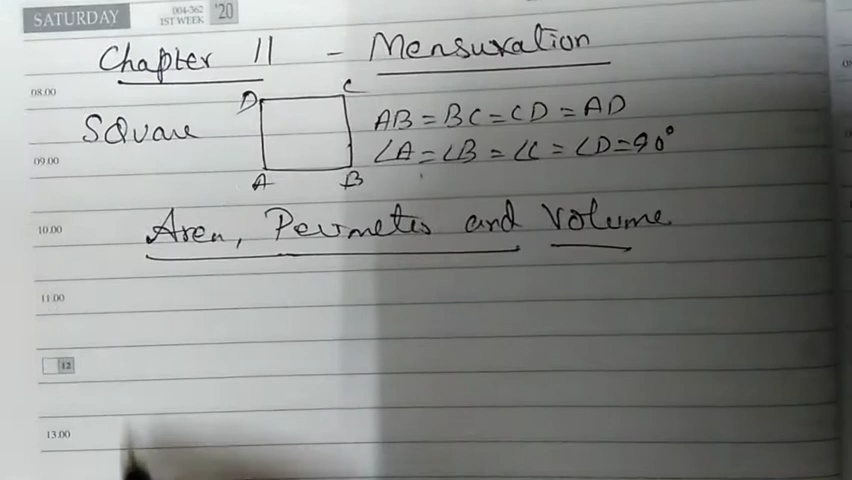 SATURDAY 004-362 1ST WEEK '20
Chapter 11 - Mensuration
08.00
D C
Square AB = BC = CD = AD
09.00 ∠A = ∠B = ∠C = ∠D = 90°
A B
10.00 Area, Perimeter and Volume
11.00
12
13.00